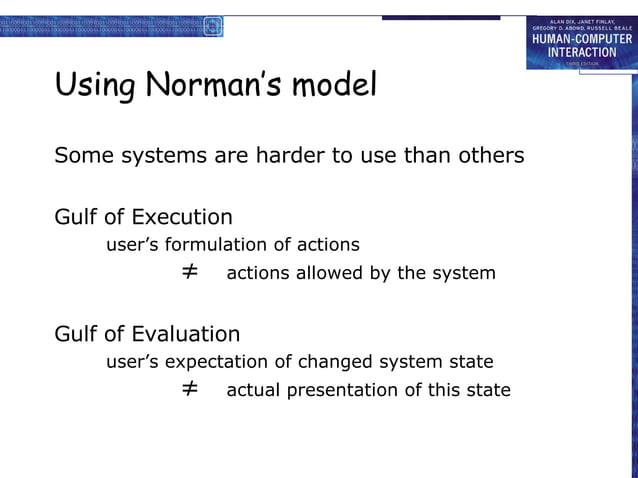 ALAN DIX, JANET FINLAY,
GREGORY D. ABOWD, RUSSELL BEALE
HUMAN-COMPUTER
INTERACTION
THIRD EDITION
Using Norman’s model
Some systems are harder to use than others
Gulf of Execution
user’s formulation of actions
≠ actions allowed by the system
Gulf of Evaluation
user’s expectation of changed system state
≠ actual presentation of this state